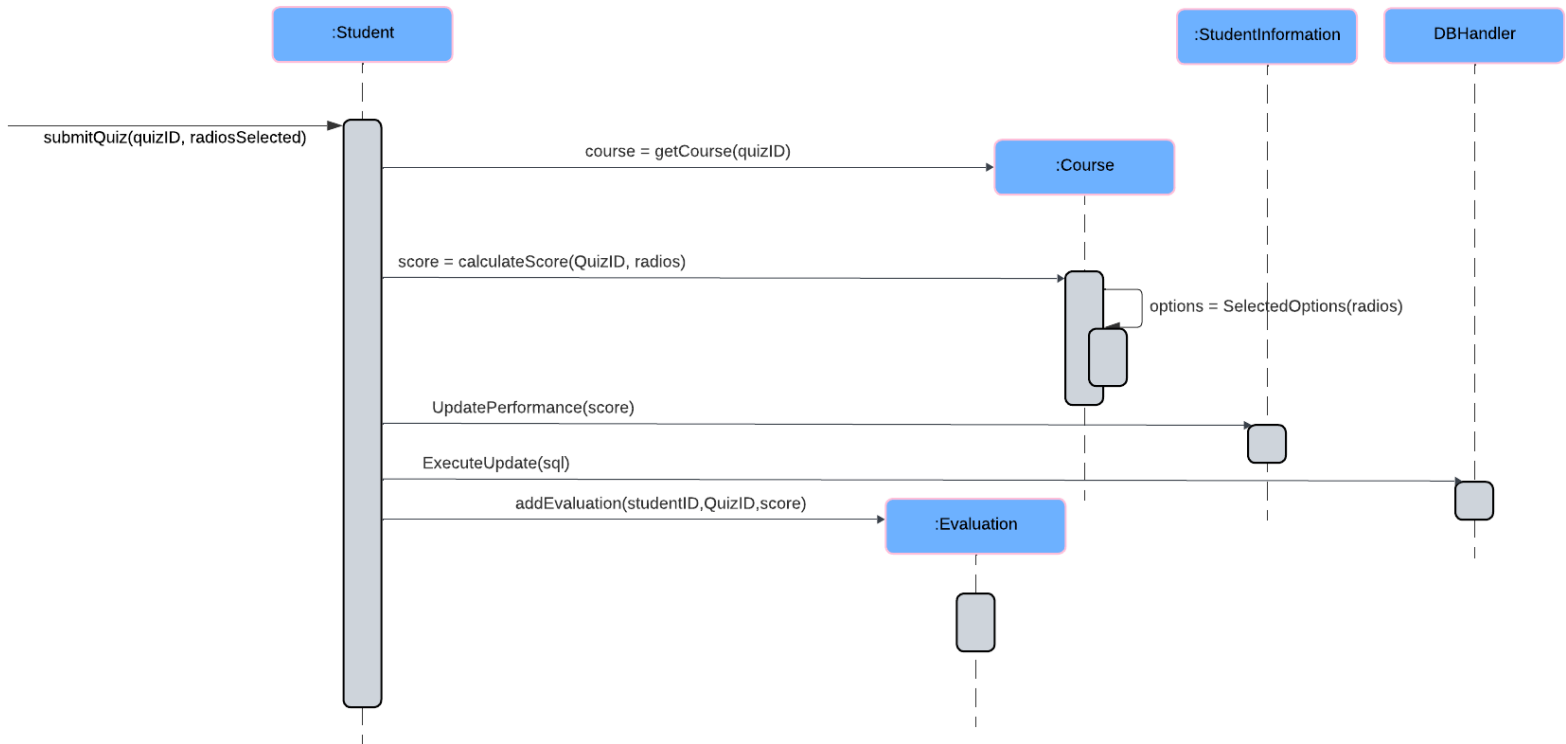 :Student
:StudentInformation
DBHandler
submitQuiz(quizID, radiosSelected)
course = getCourse(quizID)
:Course
score = calculateScore(QuizID, radios)
options = SelectedOptions(radios)
UpdatePerformance(score)
ExecuteUpdate(sql)
addEvaluation(studentID,QuizID,score)
:Evaluation